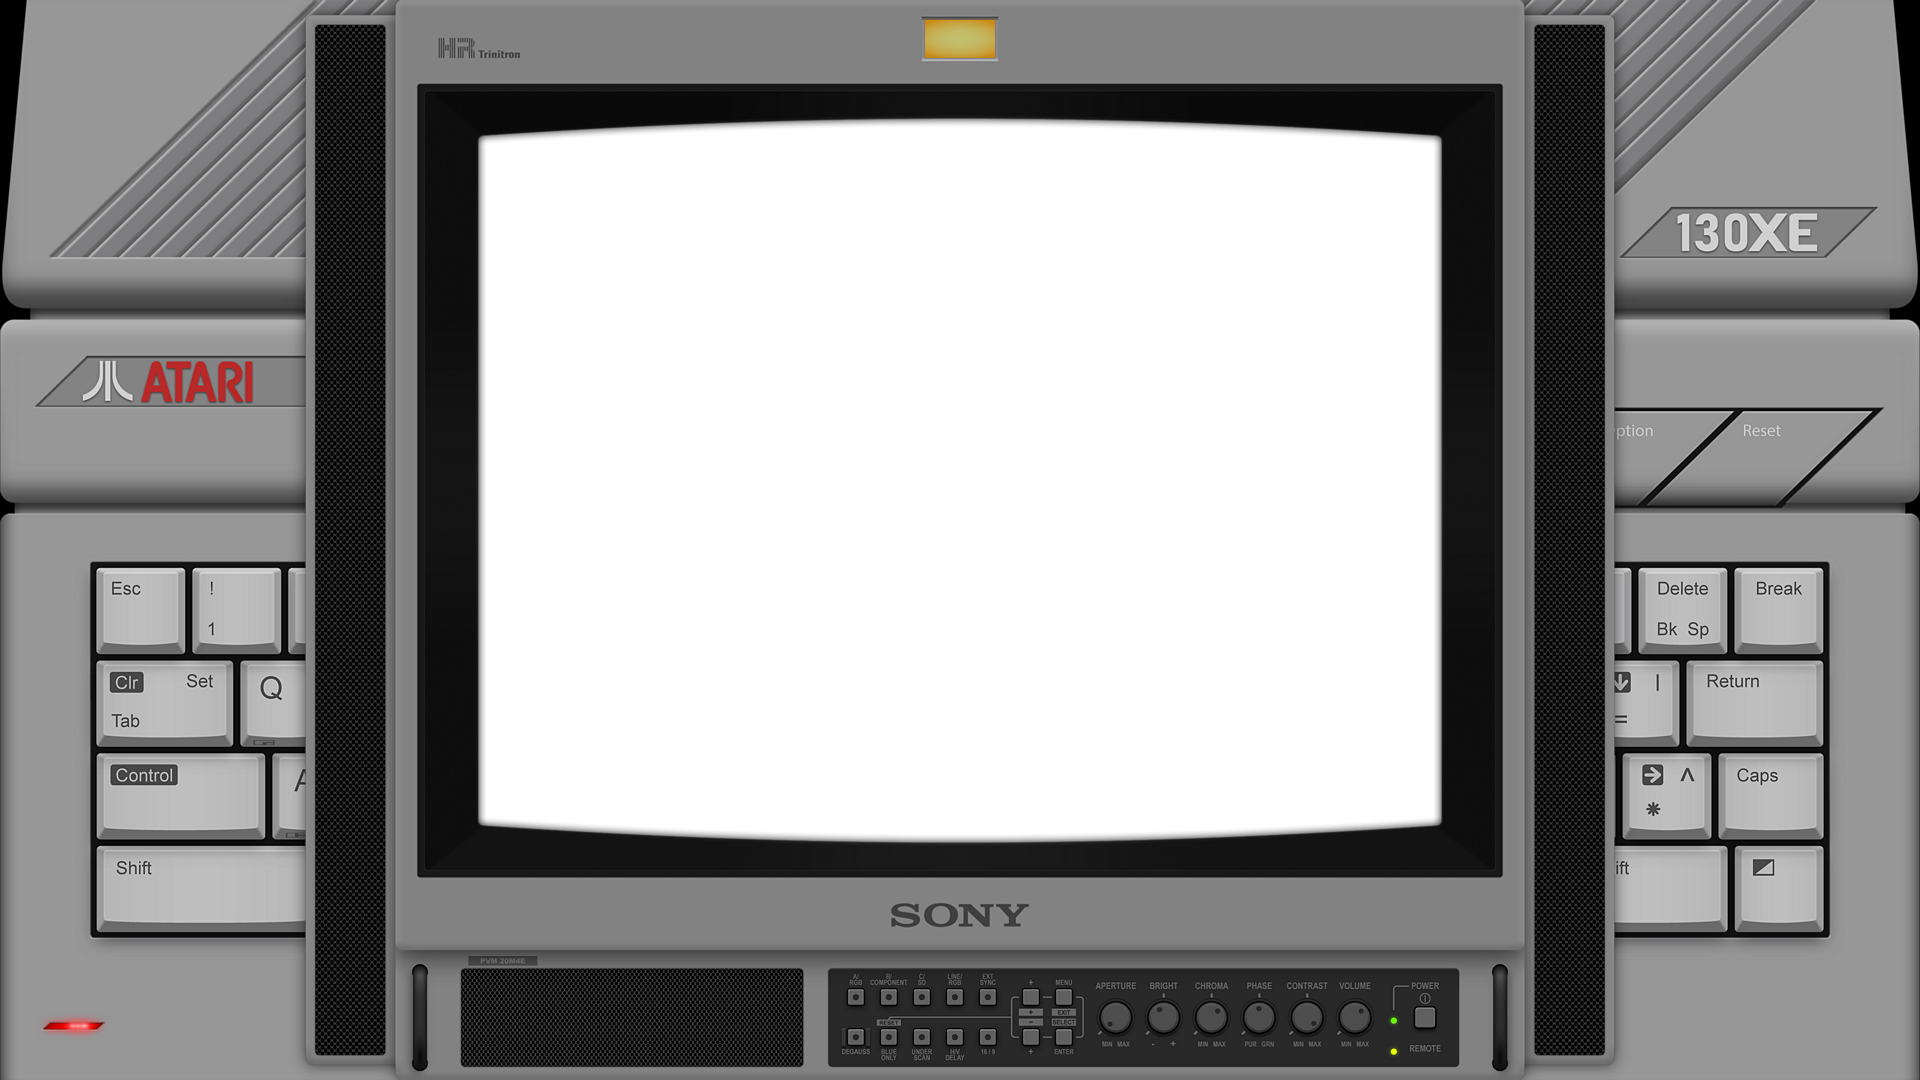 HR Trinitron
130XE
ATARI
ption
Reset
Esc
!
1
Delete
Bk Sp
Break
Clr Set
Tab
Q
|
=
Return
Control
A
^
*
Caps
Shift
ift
SONY
PVM 20M4E
A/
RGB
B/
COMPONENT
C/
SD
LINE/
RGB
EXT
SYNC
+
MENU
+
EXIT
RESET
−
SELECT
DEGAUSS
BLUE
ONLY
UNDER
SCAN
H/V
DELAY
16 / 9
+
ENTER
APERTURE
BRIGHT
CHROMA
PHASE
CONTRAST
VOLUME
POWER
MIN MAX
- +
MIN MAX
PUR GRN
MIN MAX
MIN MAX
REMOTE